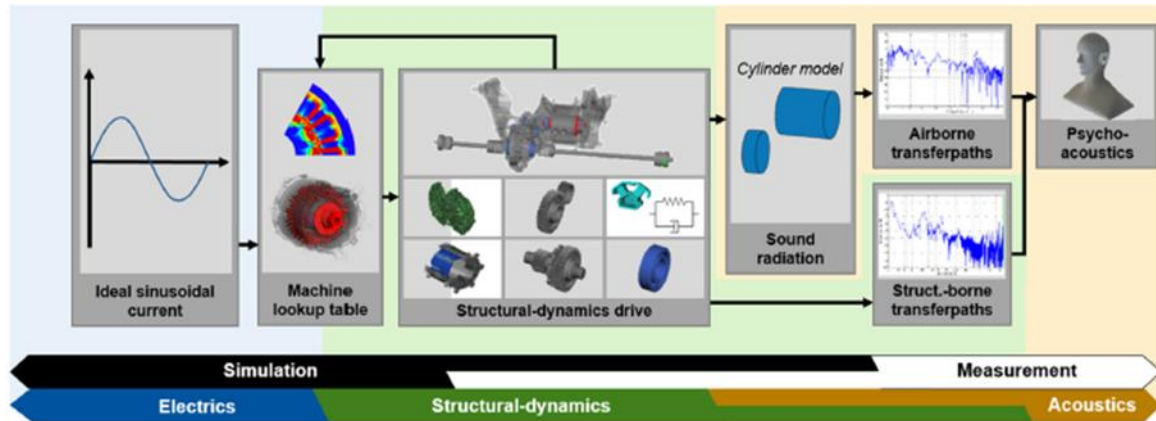 Ideal sinusoidal
current
Machine
lookup table
Structural-dynamics drive
Cylinder model
Sound
radiation
Airborne
transferpaths
Struct.-borne
transferpaths
Psycho-
acoustics
Simulation
Measurement
Electrics
Structural-dynamics
Acoustics